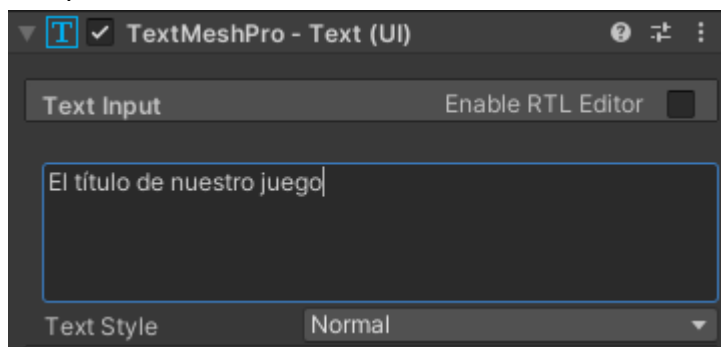 TextMeshPro - Text (UI)
Text Input Enable RTL Editor
El título de nuestro juego
Text Style Normal